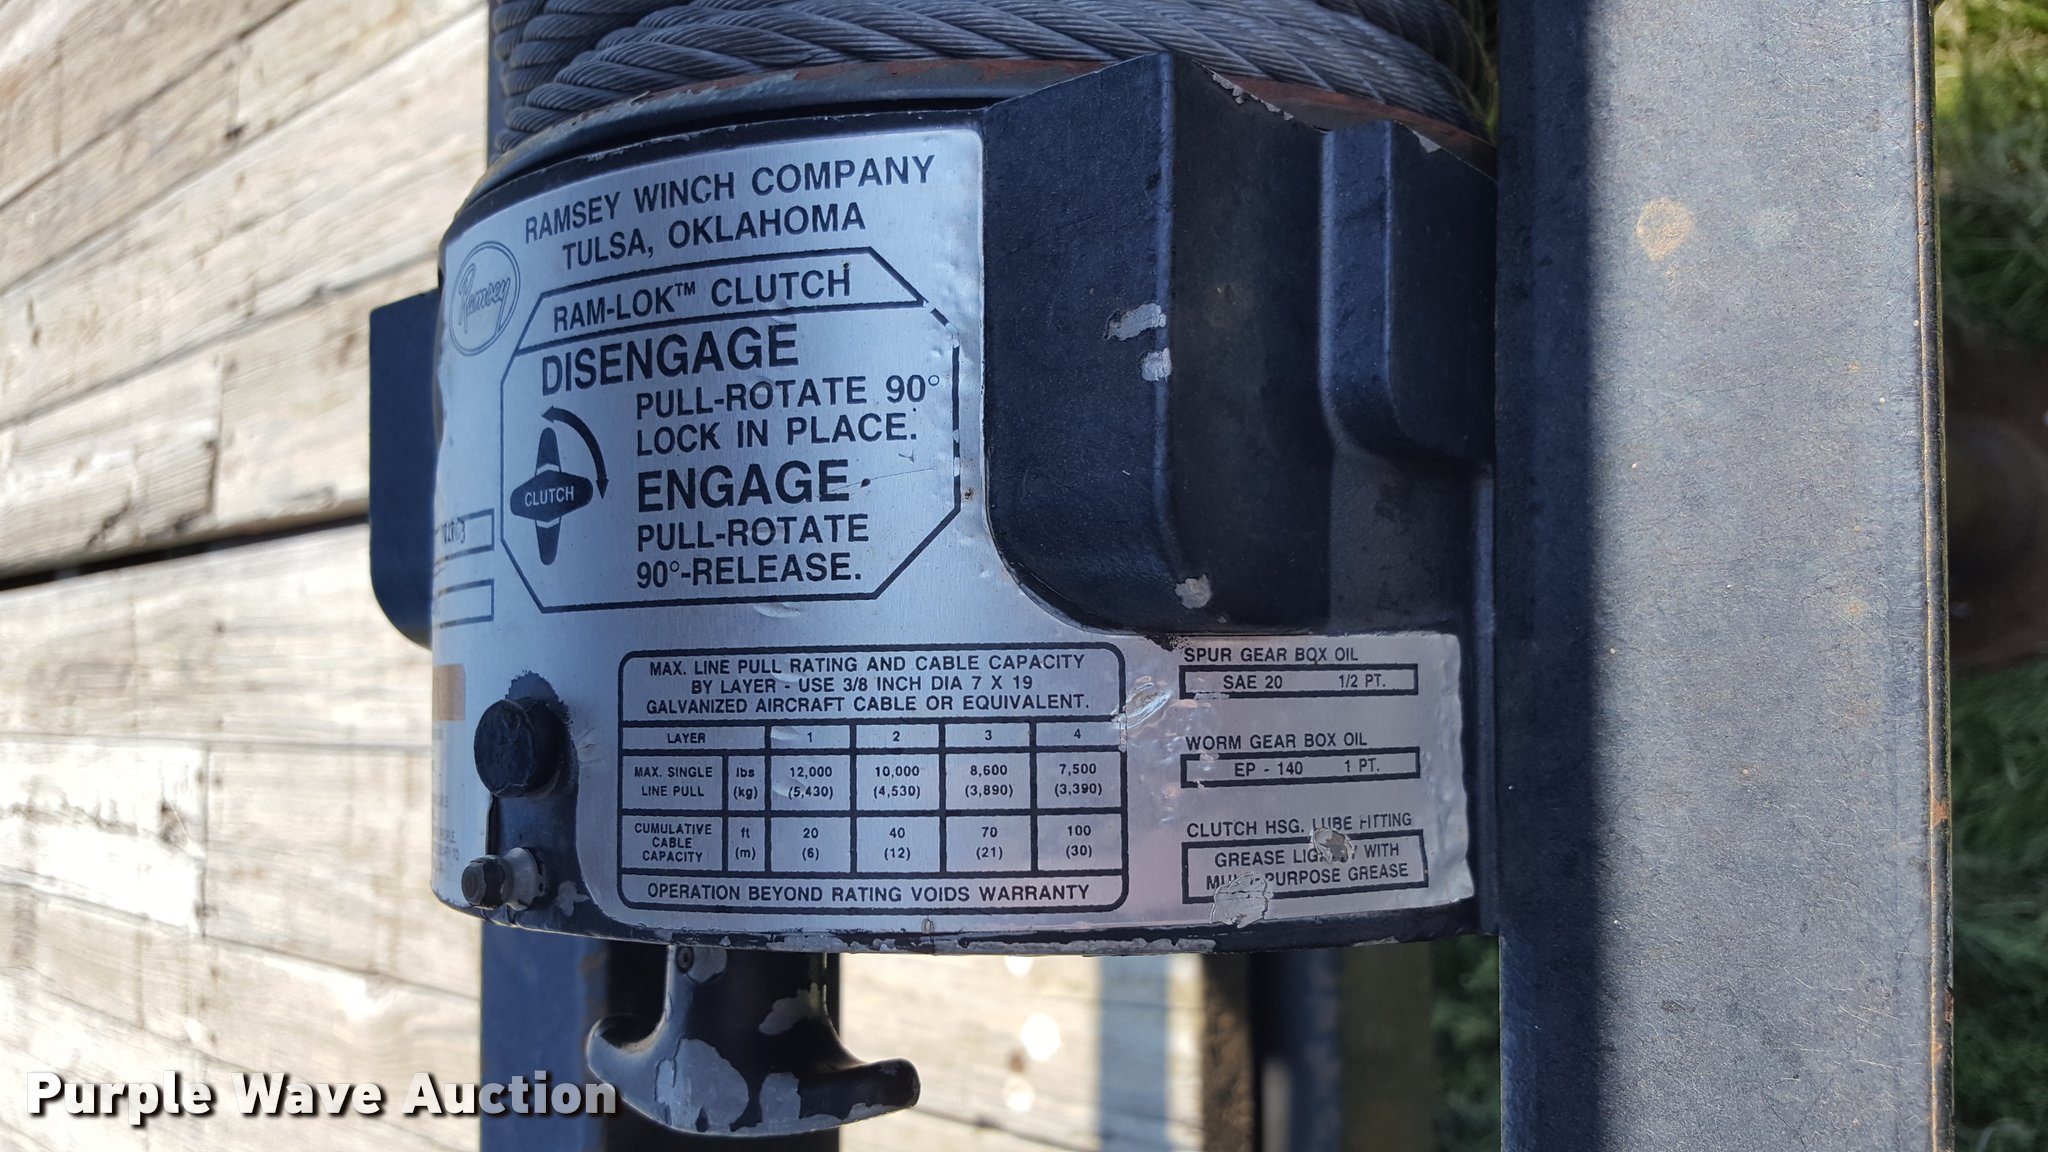 RAMSEY WINCH COMPANY
TULSA, OKLAHOMA
Ramsey
RAM-LOK™ CLUTCH
DISENGAGE
PULL-ROTATE 90°
LOCK IN PLACE.
CLUTCH
ENGAGE
PULL-ROTATE
90°-RELEASE.
MAX. LINE PULL RATING AND CABLE CAPACITY
BY LAYER - USE 3/8 INCH DIA 7 X 19
GALVANIZED AIRCRAFT CABLE OR EQUIVALENT.
LAYER 1 2 3 4
MAX. SINGLE lbs 12,000 10,000 8,600 7,500
LINE PULL (kg) (5,430) (4,530) (3,890) (3,390)
CUMULATIVE ft 20 40 70 100
CABLE
CAPACITY (m) (6) (12) (21) (30)
OPERATION BEYOND RATING VOIDS WARRANTY
SPUR GEAR BOX OIL
SAE 20 1/2 PT.
WORM GEAR BOX OIL
EP - 140 1 PT.
CLUTCH HSG. LUBE FITTING
GREASE WITH
PURPOSE GREASE
Purple Wave Auction